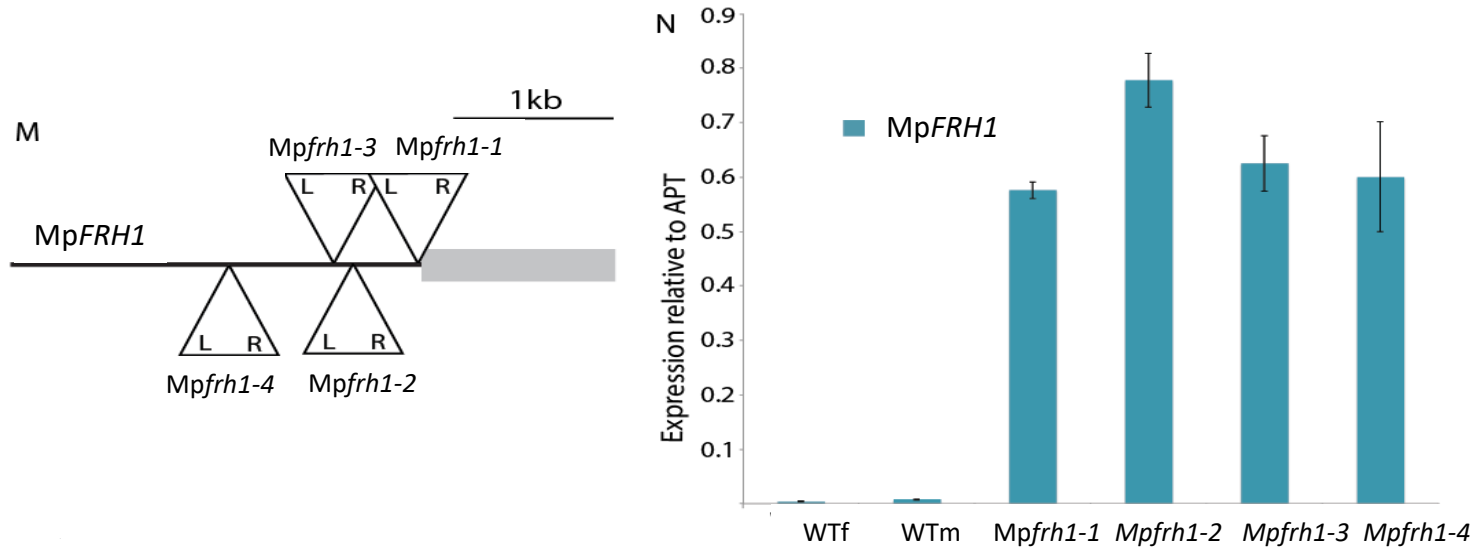 M
1kb
Mpfrh1-3 Mpfrh1-1
L R L R
MpFRH1
L R L R
Mpfrh1-4 Mpfrh1-2
N
Expression relative to APT
0.9
0.8
0.7
0.6
0.5
0.4
0.3
0.2
0.1
MpFRH1
WTf WTm Mpfrh1-1 Mpfrh1-2 Mpfrh1-3 Mpfrh1-4